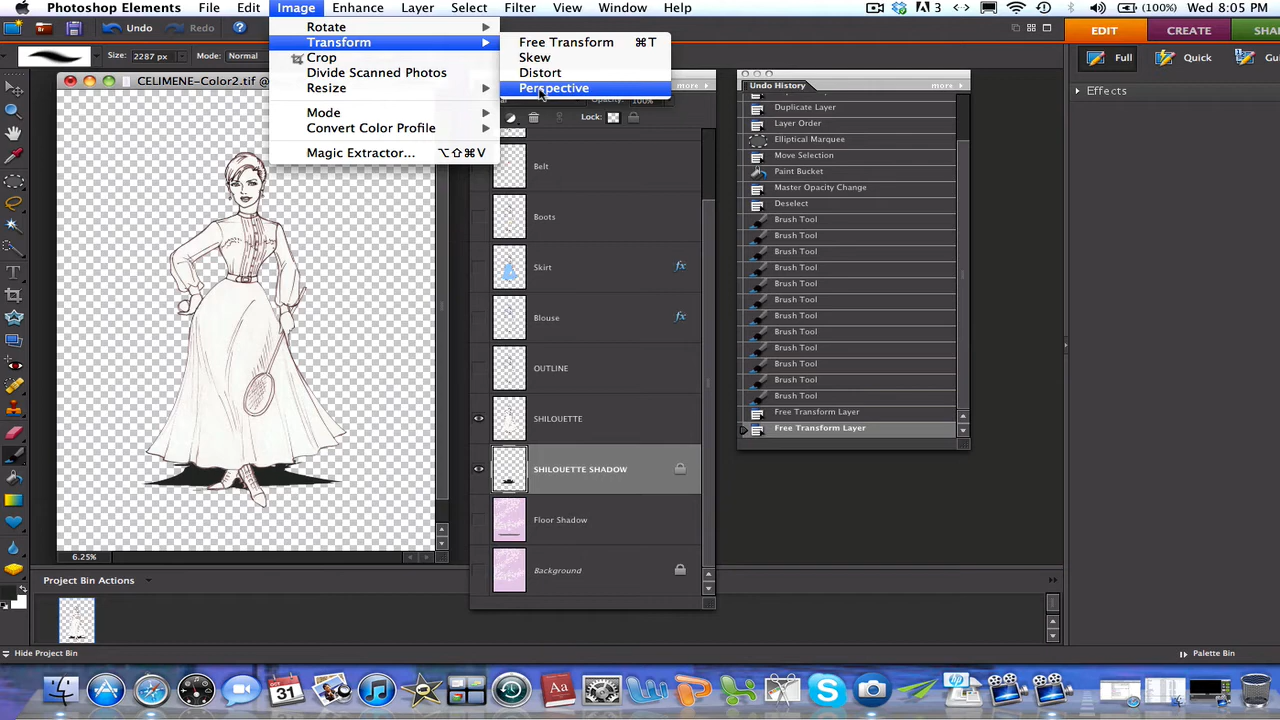 Photoshop Elements File Edit Image Enhance Layer Select Filter View Window Help (100%) Wed 8:05 PM
Undo Redo
Size: 2287 px Mode: Normal
EDIT CREATE SHA
Full Quick Guide
Effects
CELIMENE-Color2.tif @
Rotate
Transform
Crop
Divide Scanned Photos
Resize
Mode
Convert Color Profile
Magic Extractor... ⌥⇧⌘V
Free Transform ⌘T
Skew
Distort
Perspective
Opacity: 100%
Lock:
Belt
Boots
Skirt fx
Blouse fx
OUTLINE
SHILOUETTE
SHILOUETTE SHADOW
Floor Shadow
Background
Undo History more
Duplicate Layer
Layer Order
Elliptical Marquee
Move Selection
Paint Bucket
Master Opacity Change
Deselect
Brush Tool
Brush Tool
Brush Tool
Brush Tool
Brush Tool
Brush Tool
Brush Tool
Brush Tool
Brush Tool
Brush Tool
Brush Tool
Brush Tool
Free Transform Layer
Free Transform Layer
6.25%
Project Bin Actions
Hide Project Bin
Palette Bin